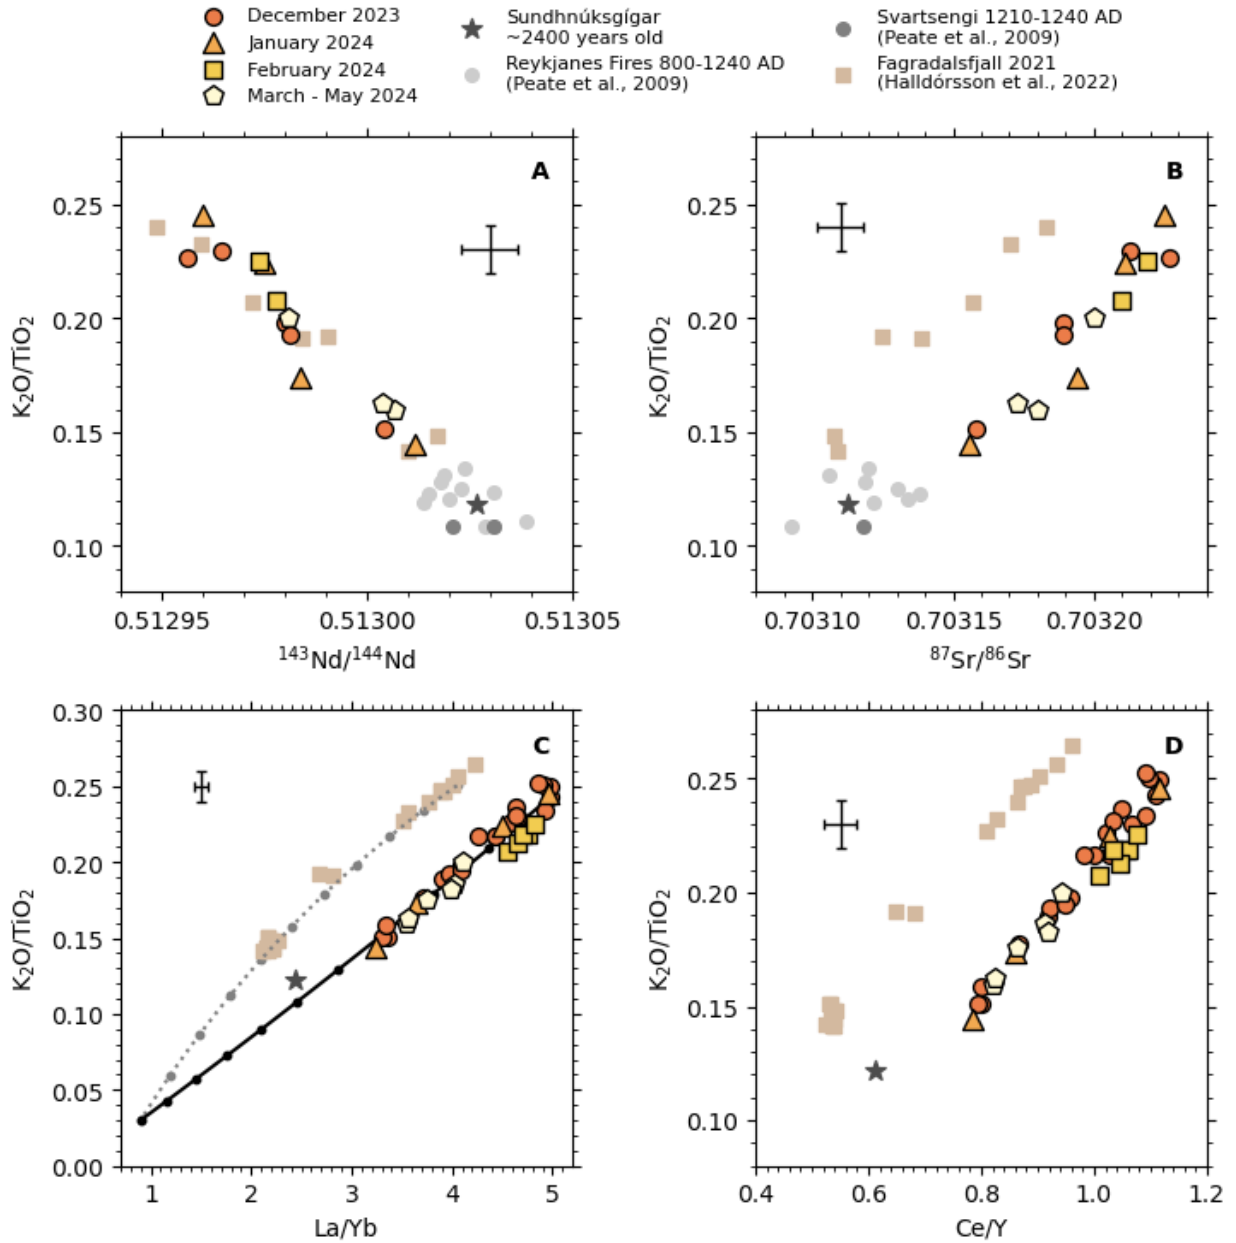 December 2023
January 2024
February 2024
March - May 2024
Sundhnúksgígar
~2400 years old
Reykjanes Fires 800-1240 AD
(Peate et al., 2009)
Svartsengi 1210-1240 AD
(Peate et al., 2009)
Fagradalsfjall 2021
(Halldórsson et al., 2022)
A
0.25
0.20
0.15
0.10
K₂O/TiO₂
0.51295
0.51300
0.51305
¹⁴³Nd/¹⁴⁴Nd
B
0.25
0.20
0.15
0.10
K₂O/TiO₂
0.70310
0.70315
0.70320
⁸⁷Sr/⁸⁶Sr
C
0.30
0.25
0.20
0.15
0.10
0.05
0.00
K₂O/TiO₂
1
2
3
4
5
La/Yb
D
0.25
0.20
0.15
0.10
K₂O/TiO₂
0.4
0.6
0.8
1.0
1.2
Ce/Y